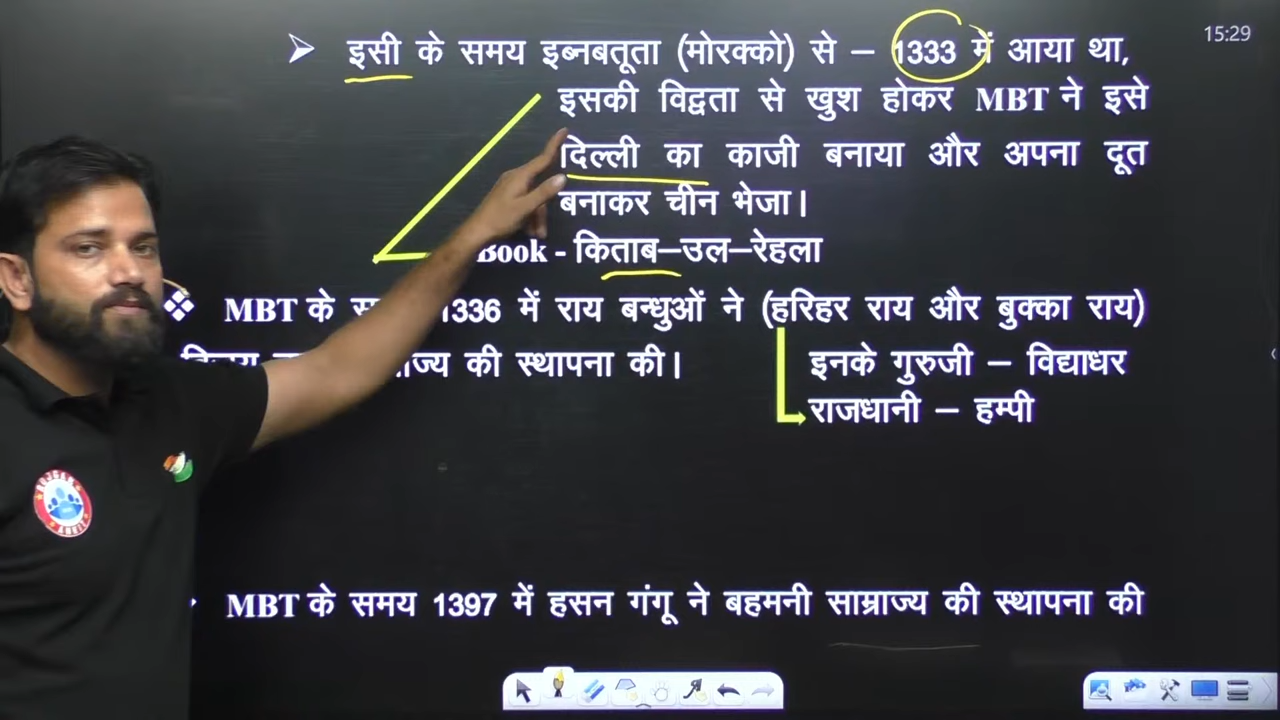 15:29
➢ इसी के समय इब्नबतूता (मोरक्को) से – 1333 में आया था,
इसकी विद्वता से खुश होकर MBT ने इसे
दिल्ली का काजी बनाया और अपना दूत
बनाकर चीन भेजा।
Book - किताब–उल–रेहला
❖ MBT के 1336 में राय बन्धुओं ने (हरिहर राय और बुक्का राय)
की स्थापना की।
इनके गुरुजी – विद्याधर
राजधानी – हम्पी
MBT के समय 1397 में हसन गंगू ने बहमनी साम्राज्य की स्थापना की